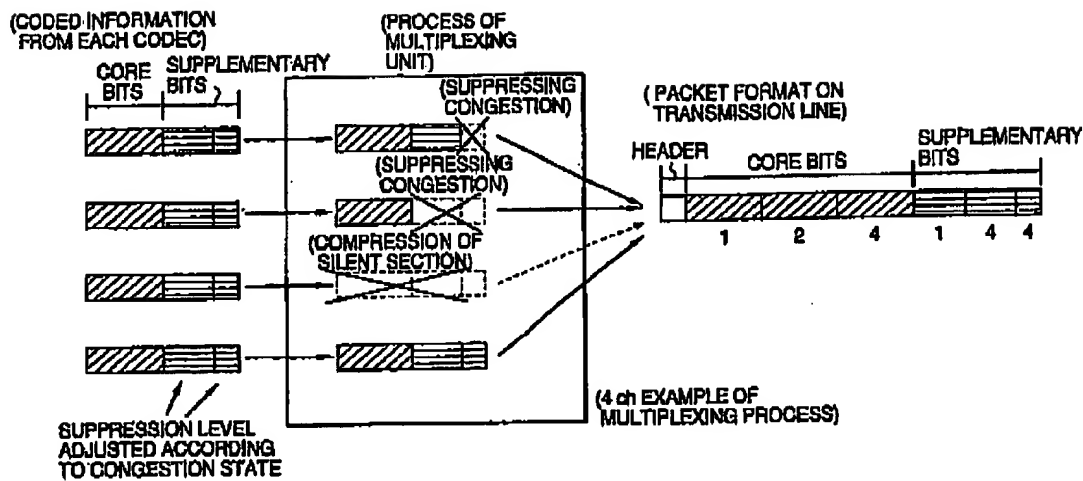 (CODED INFORMATION
FROM EACH CODEC)
CORE
BITS
SUPPLEMENTARY
BITS
(PROCESS OF
MULTIPLEXING
UNIT)
(SUPPRESSING
CONGESTION)
(SUPPRESSING
CONGESTION)
(COMPRESSION OF
SILENT SECTION)
(PACKET FORMAT ON
TRANSMISSION LINE)
HEADER
CORE BITS
SUPPLEMENTARY
BITS
1 2 4 1 4 4
(4 ch EXAMPLE OF
MULTIPLEXING PROCESS)
SUPPRESSION LEVEL
ADJUSTED ACCORDING
TO CONGESTION STATE